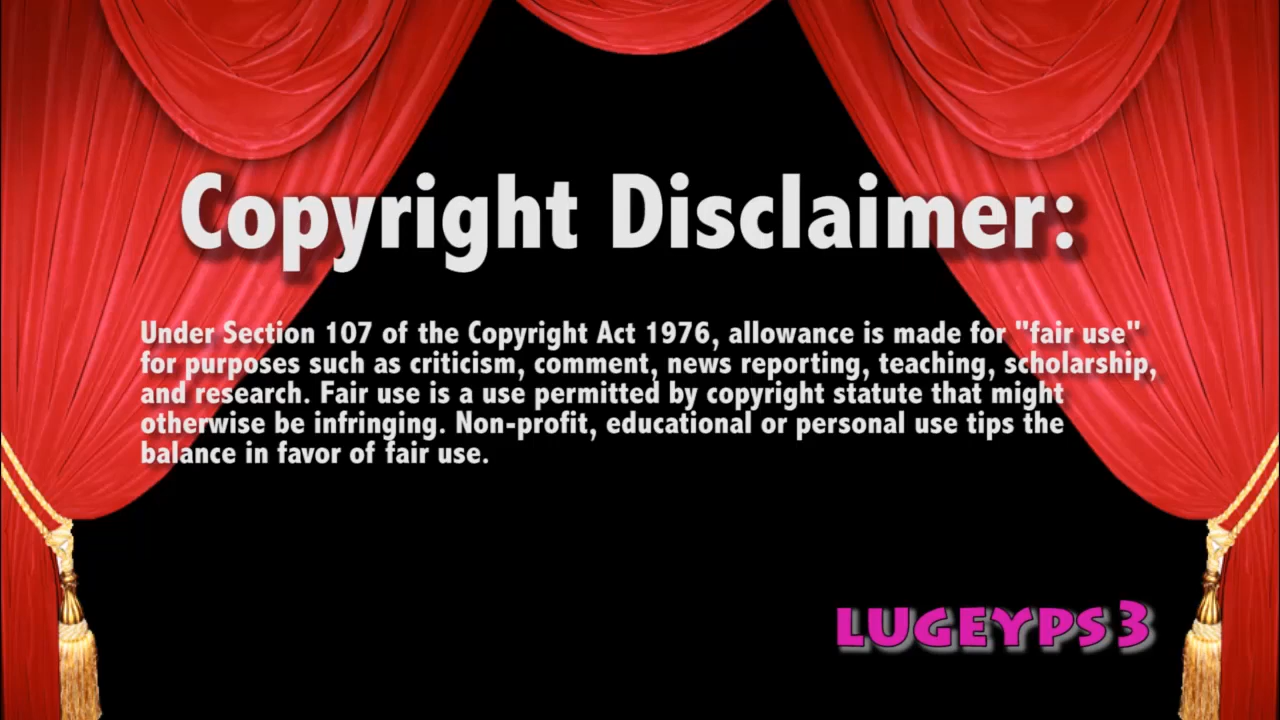 Copyright Disclaimer:
Under Section 107 of the Copyright Act 1976, allowance is made for "fair use"
for purposes such as criticism, comment, news reporting, teaching, scholarship,
and research. Fair use is a use permitted by copyright statute that might
otherwise be infringing. Non-profit, educational or personal use tips the
balance in favor of fair use.
LUGEYPS3